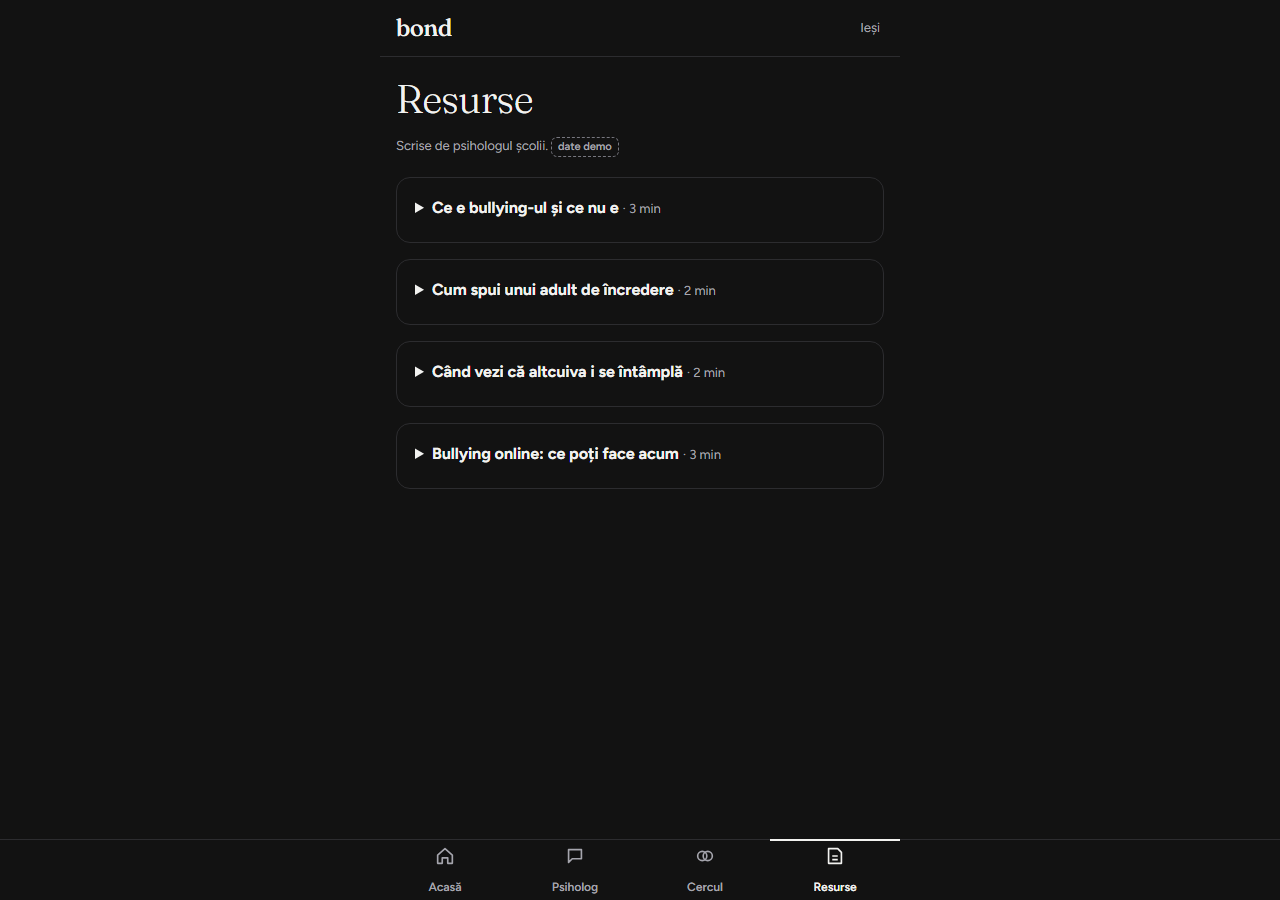 bond
Ieși
Resurse
Scrise de psihologul școlii. date demo
Ce e bullying-ul și ce nu e · 3 min
Cum spui unui adult de încredere · 2 min
Când vezi că altcuiva i se întâmplă · 2 min
Bullying online: ce poți face acum · 3 min
Acasă
Psiholog
Cercul
Resurse